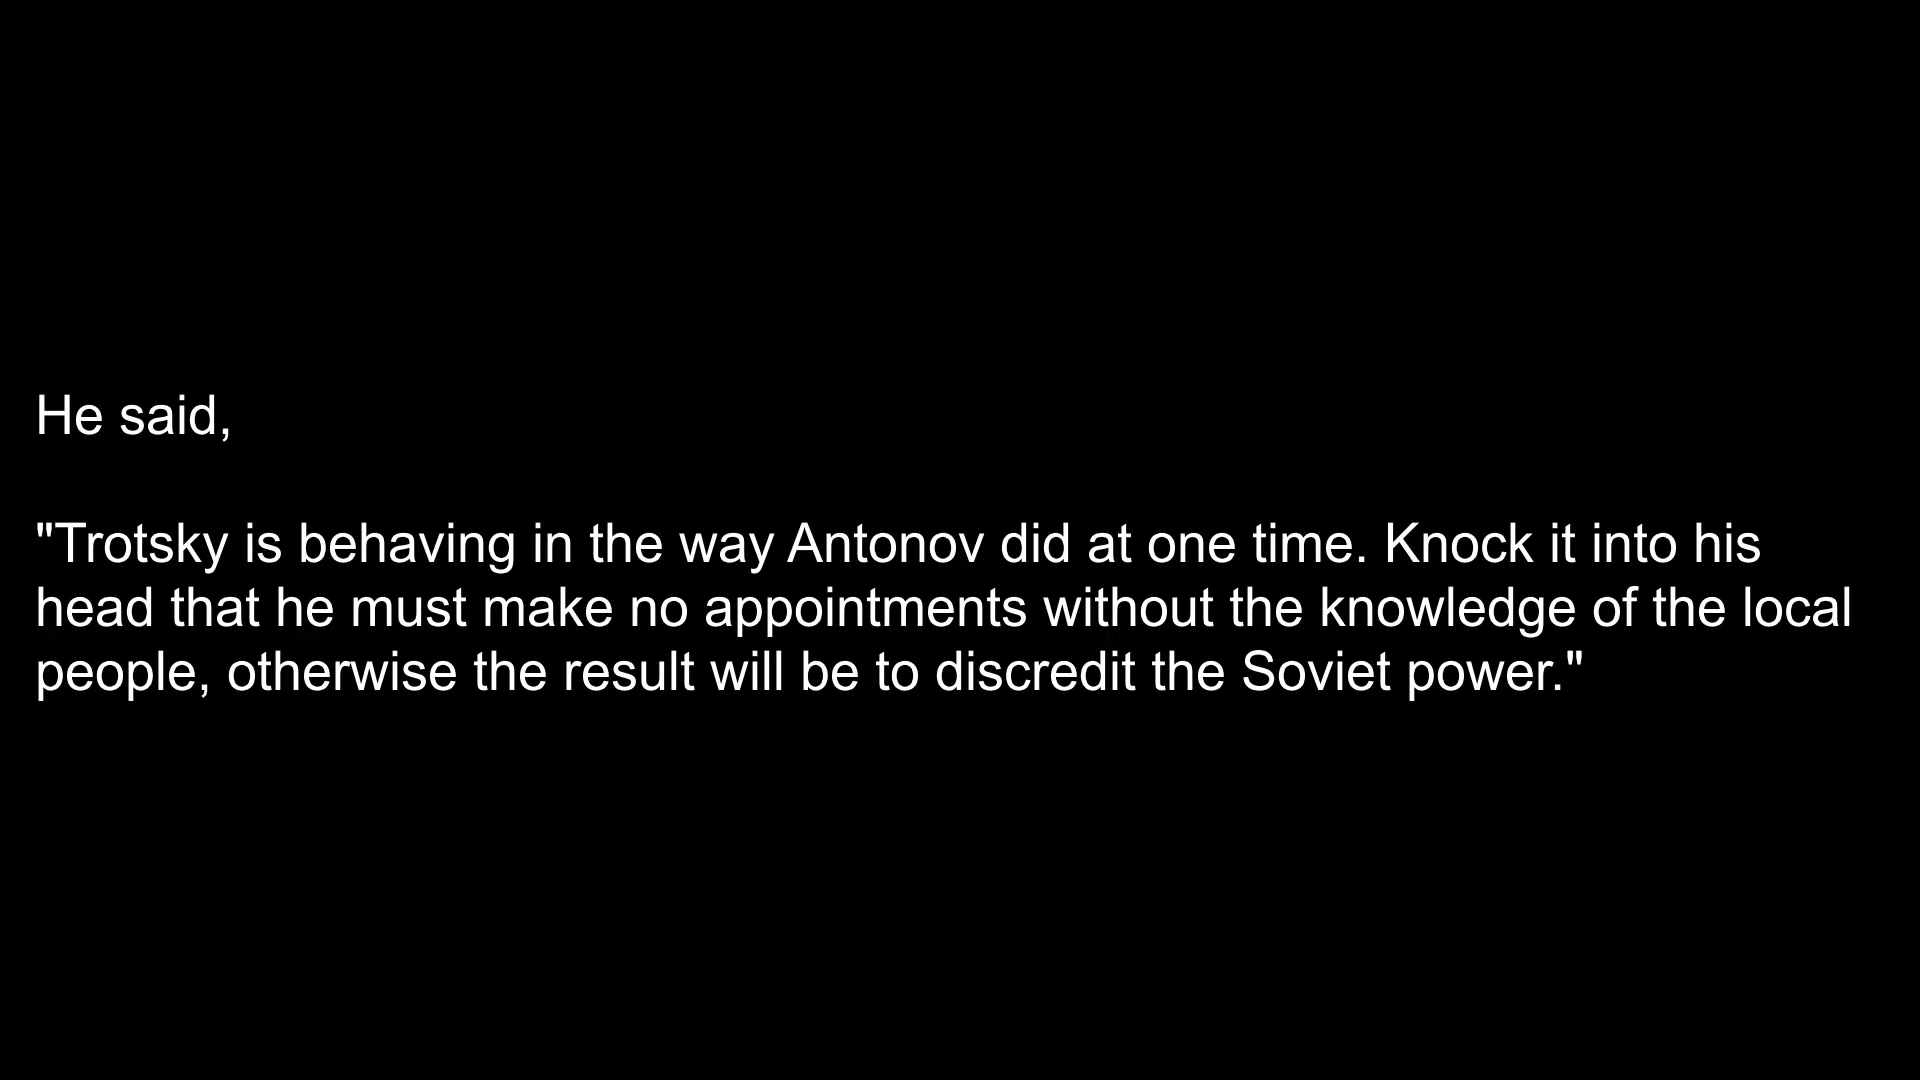 He said,
"Trotsky is behaving in the way Antonov did at one time. Knock it into his
head that he must make no appointments without the knowledge of the local
people, otherwise the result will be to discredit the Soviet power."